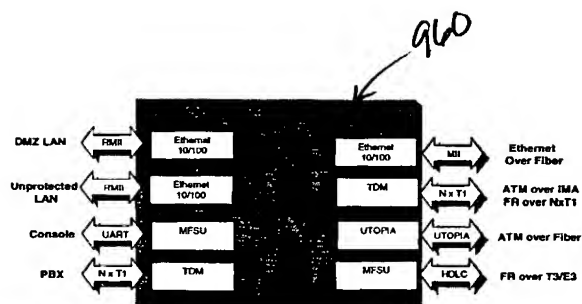 960
DMZ LAN
RMII
Ethernet
10/100
Unprotected
LAN
RMII
Ethernet
10/100
Console
UART
MFSU
PBX
N x T1
TDM
Ethernet
10/100
MII
Ethernet
Over Fiber
TDM
N x T1
ATM over IMA
FR over NxT1
UTOPIA
UTOPIA
ATM over Fiber
MFSU
HDLC
FR over T3/E3